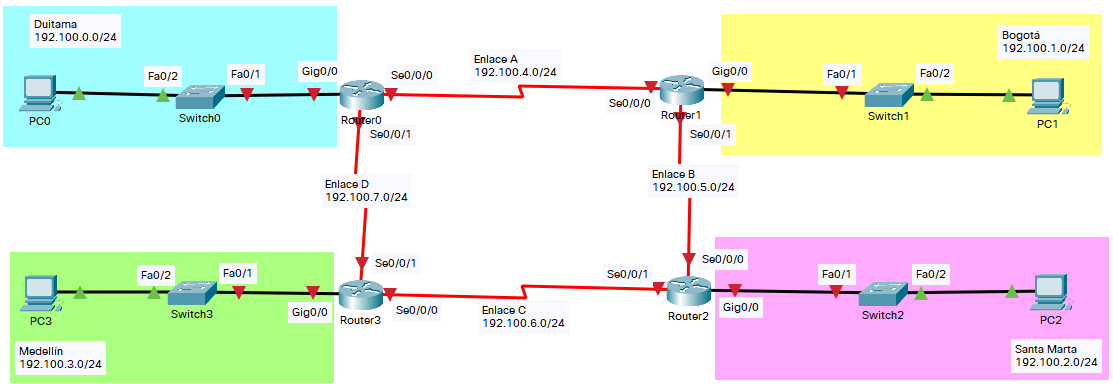 Duitama
192.100.0.0/24
PC0
Fa0/2
Switch0
Fa0/1
Gig0/0
Router0
Se0/0/0
Se0/0/1
Enlace A
192.100.4.0/24
Se0/0/0
Router1
Se0/0/1
Gig0/0
Fa0/1
Switch1
Fa0/2
PC1
Bogotá
192.100.1.0/24
Enlace D
192.100.7.0/24
Enlace B
192.100.5.0/24
PC3
Fa0/2
Switch3
Fa0/1
Gig0/0
Router3
Se0/0/1
Se0/0/0
Medellín
192.100.3.0/24
Enlace C
192.100.6.0/24
Se0/0/1
Router2
Se0/0/0
Gig0/0
Fa0/1
Switch2
Fa0/2
PC2
Santa Marta
192.100.2.0/24